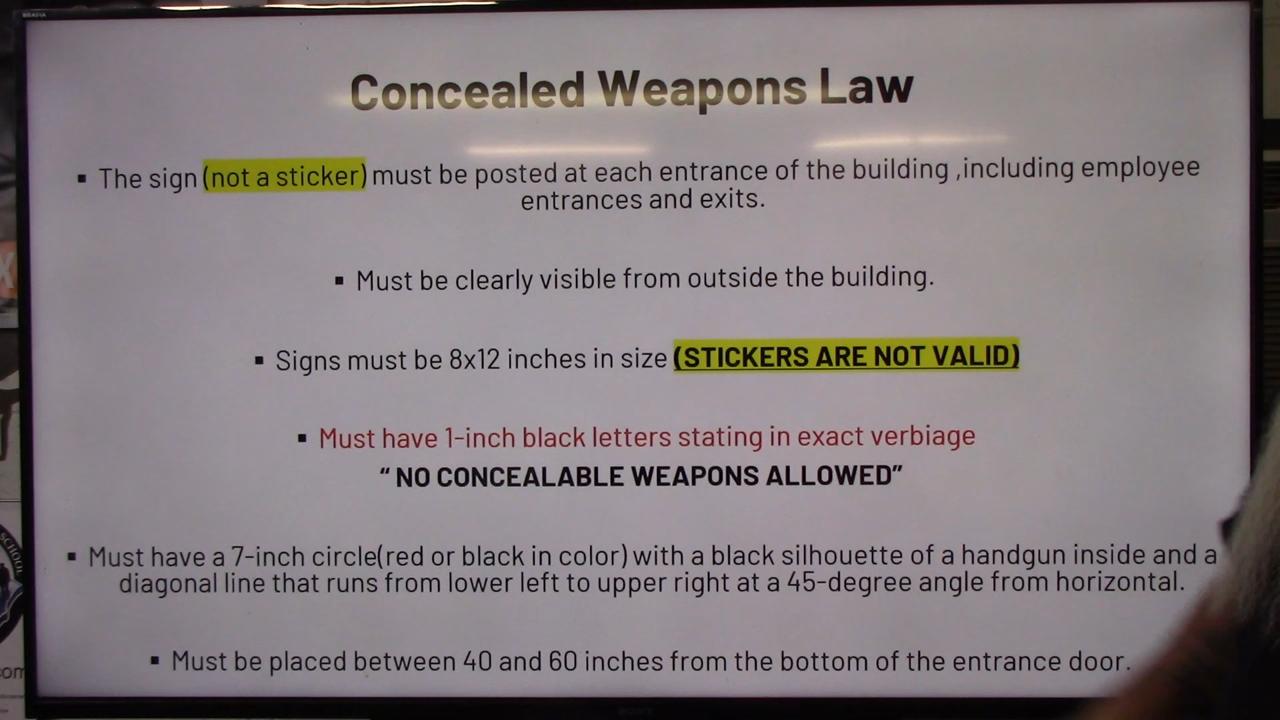 BRAVIA
Concealed Weapons Law
▪ The sign (not a sticker) must be posted at each entrance of the building ,including employee
entrances and exits.
▪ Must be clearly visible from outside the building.
▪ Signs must be 8x12 inches in size (STICKERS ARE NOT VALID)
▪ Must have 1-inch black letters stating in exact verbiage
“ NO CONCEALABLE WEAPONS ALLOWED”
▪ Must have a 7-inch circle(red or black in color) with a black silhouette of a handgun inside and a
diagonal line that runs from lower left to upper right at a 45-degree angle from horizontal.
▪ Must be placed between 40 and 60 inches from the bottom of the entrance door.
SONY
X
SCHOOL
com